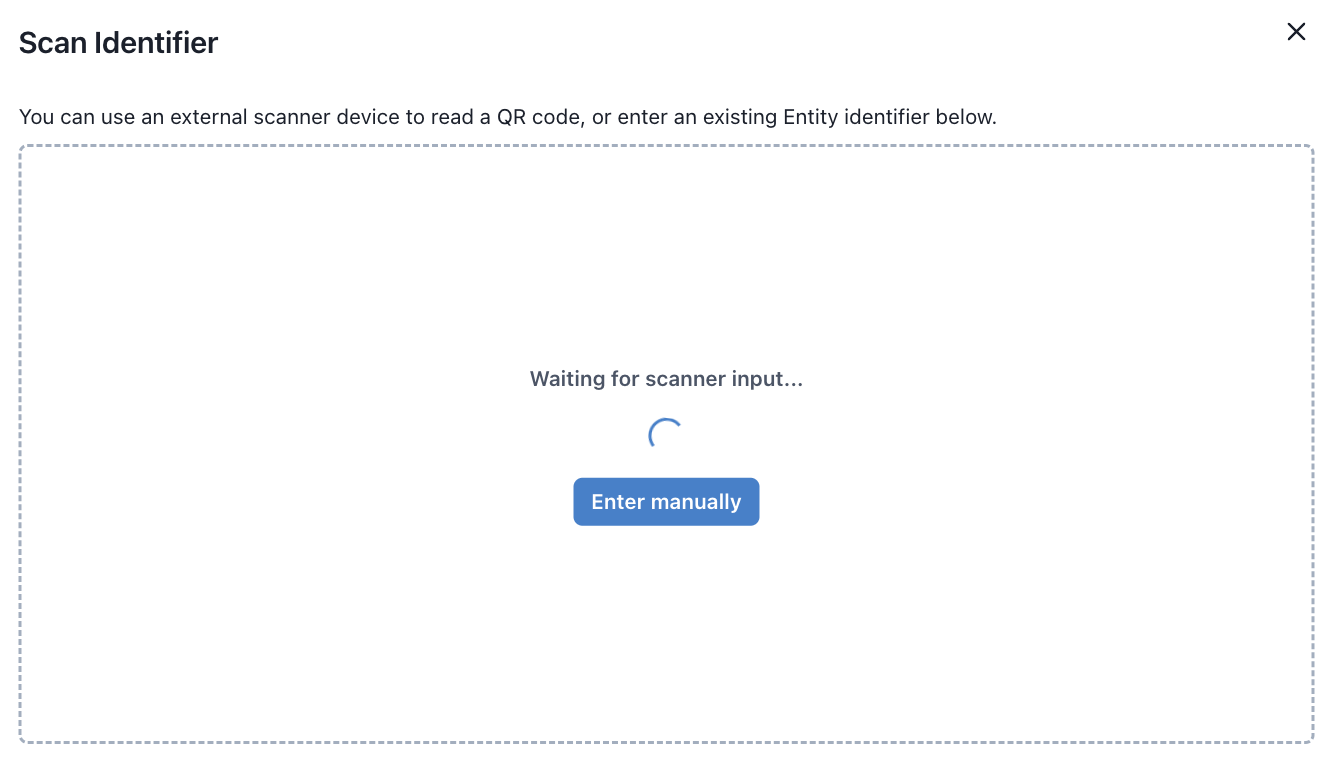 Scan Identifier
You can use an external scanner device to read a QR code, or enter an existing Entity identifier below.
Waiting for scanner input...
Enter manually